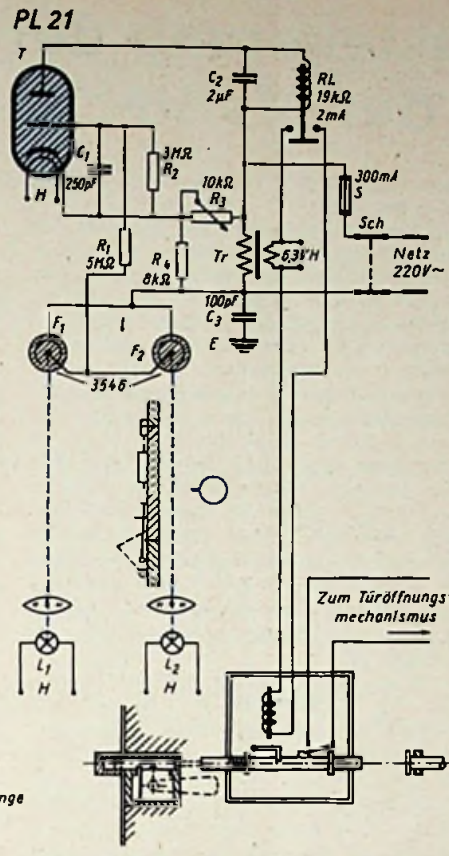 PL 21
T
C2
2µF
RL
19kΩ
2mA
C1
250pF
3MΩ
R2
H
10kΩ
R3
300mA
S
Sch
R1
5MΩ
R4
8kΩ
Tr
6,3V H
Netz
220V~
100pF
C3
E
F1
l
F2
3546
Zum Türöffnungs
mechanismus
L1
H
L2
H
nge